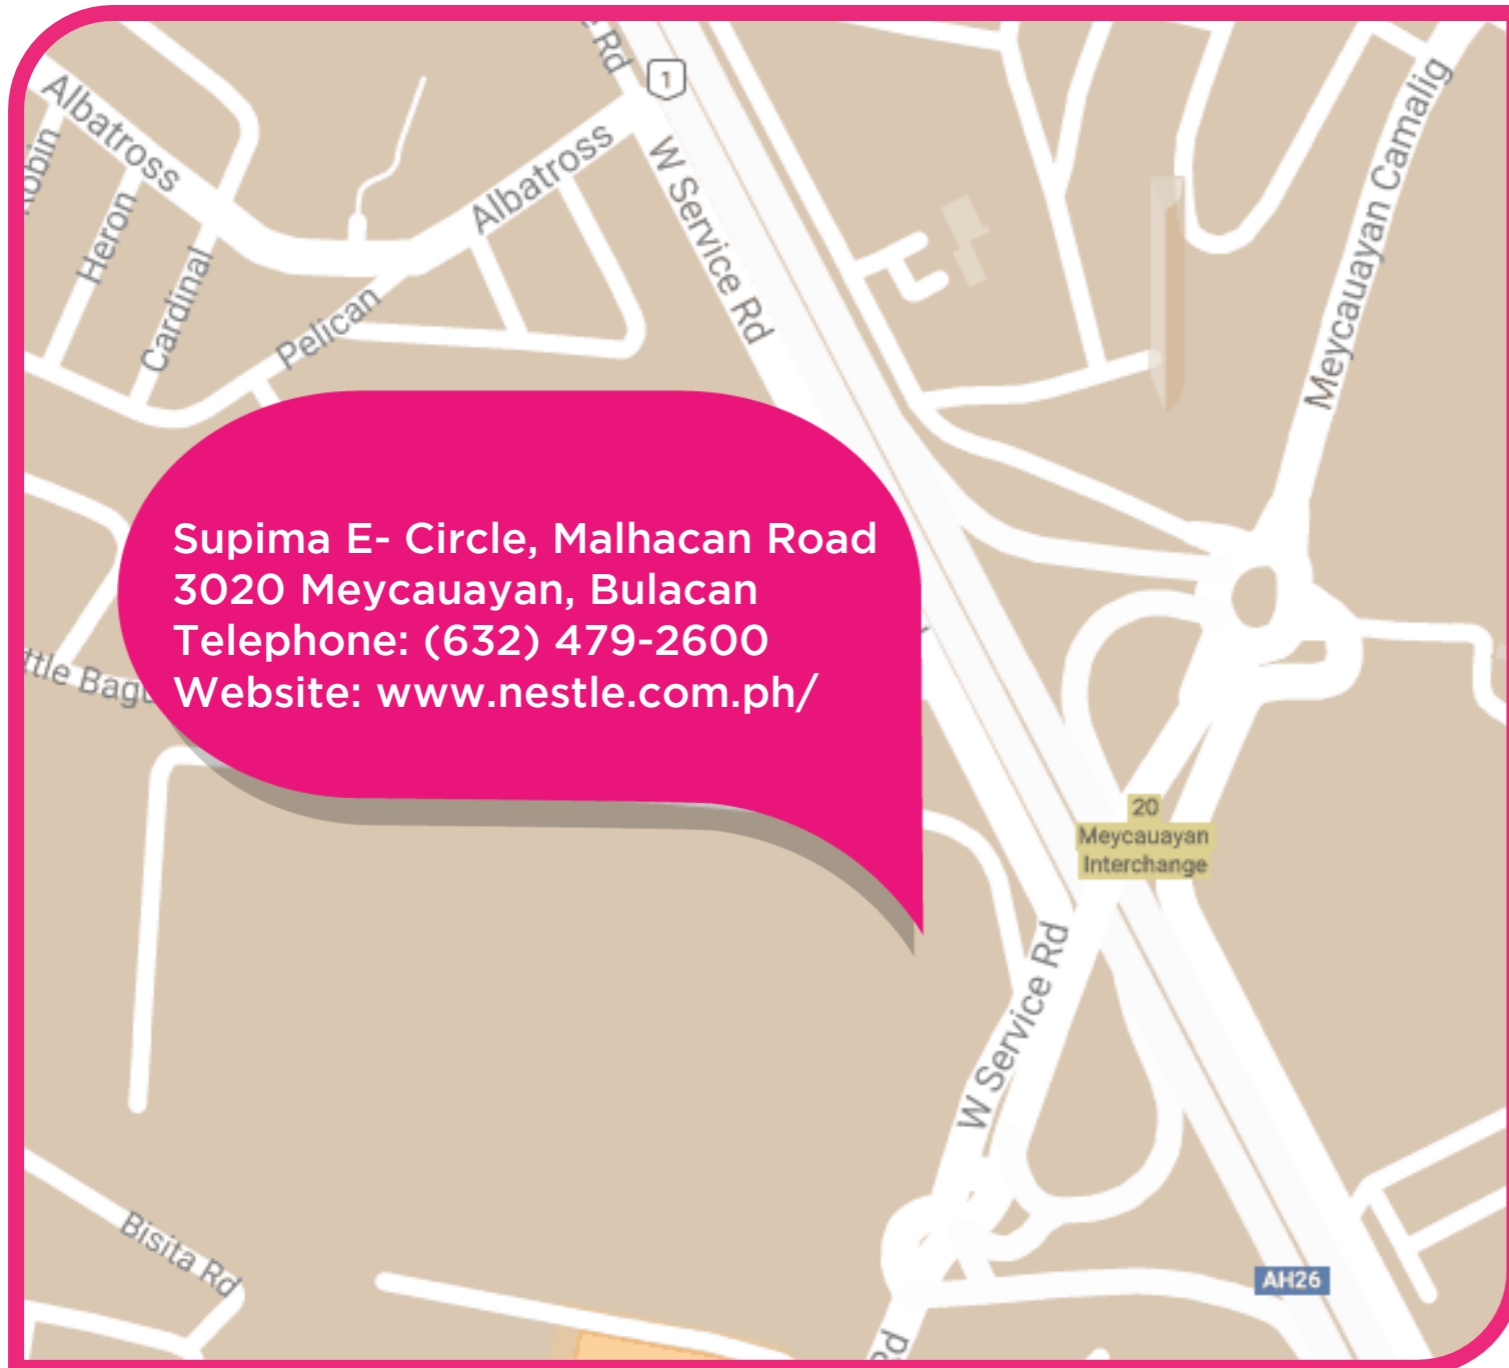 Rd
1
Albatross
Albatross
W Service Rd
Meycauayan Camalig
Heron
Cardinal
Pelican
Supima E- Circle, Malhacan Road
3020 Meycauayan, Bulacan
Telephone: (632) 479-2600
Website: www.nestle.com.ph/
20
Meycauayan
Interchange
W Service Rd
Bisita Rd
AH26
Rd